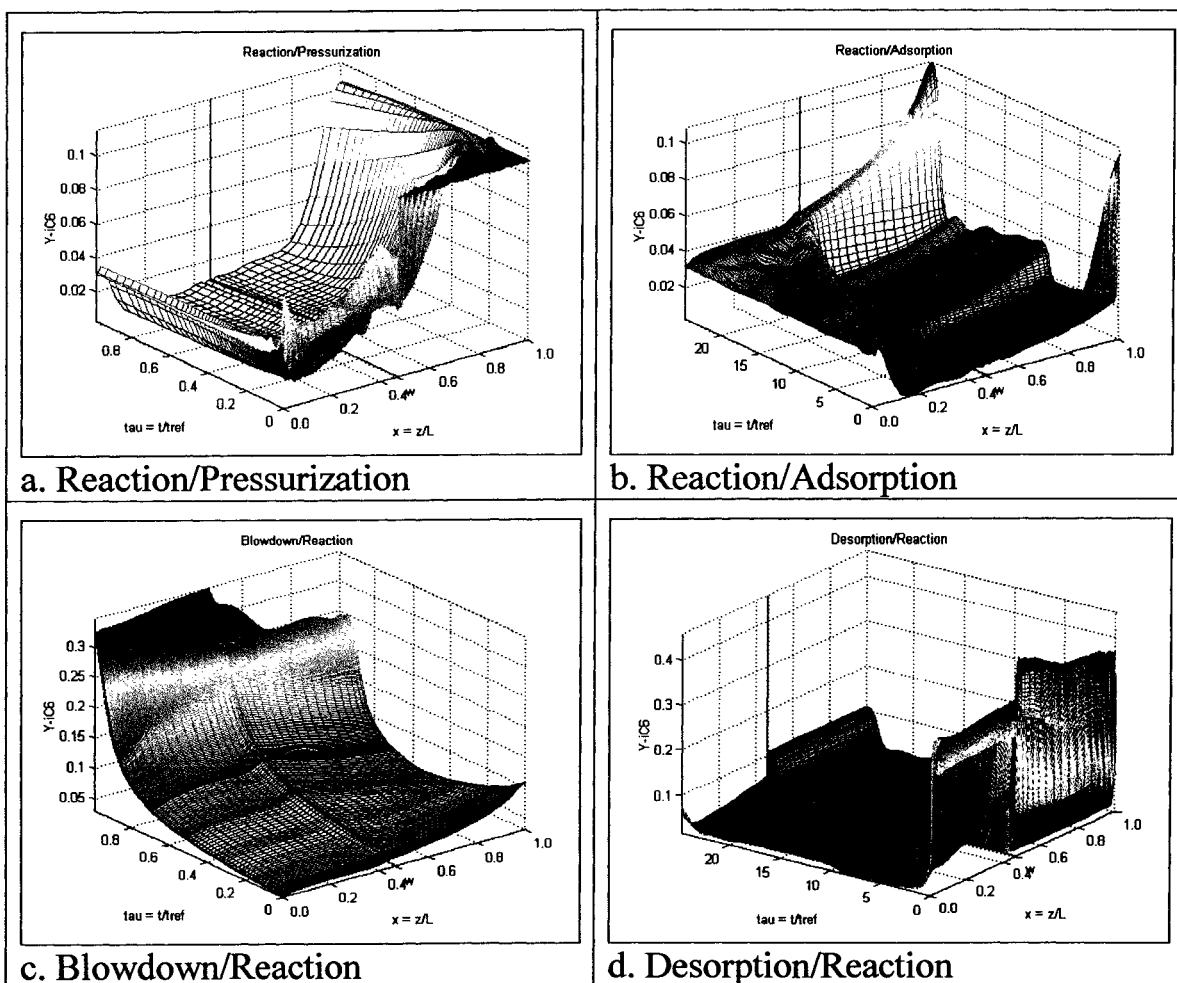 Reaction/Pressurization
0.1
0.08
0.06
0.04
0.02
Y-iC6
0.8
0.6
0.4
0.2
0
0.0
0.2
0.4
w
0.6
0.8
1.0
tau = t/tref
x = z/L
a. Reaction/Pressurization
Reaction/Adsorption
0.1
0.08
0.06
0.04
0.02
Y-iC6
20
15
10
5
0
0.0
0.2
0.4
w
0.6
0.8
1.0
tau = t/tref
x = z/L
b. Reaction/Adsorption
Blowdown/Reaction
0.3
0.25
0.2
0.15
0.1
0.05
Y-iC6
0.8
0.6
0.4
0.2
0
0.0
0.2
0.4
w
0.6
0.8
1.0
tau = t/tref
x = z/L
c. Blowdown/Reaction
Desorption/Reaction
0.4
0.3
0.2
0.1
Y-iC6
20
15
10
5
0
0.0
0.2
0.4
w
0.6
0.8
1.0
tau = t/tref
x = z/L
d. Desorption/Reaction